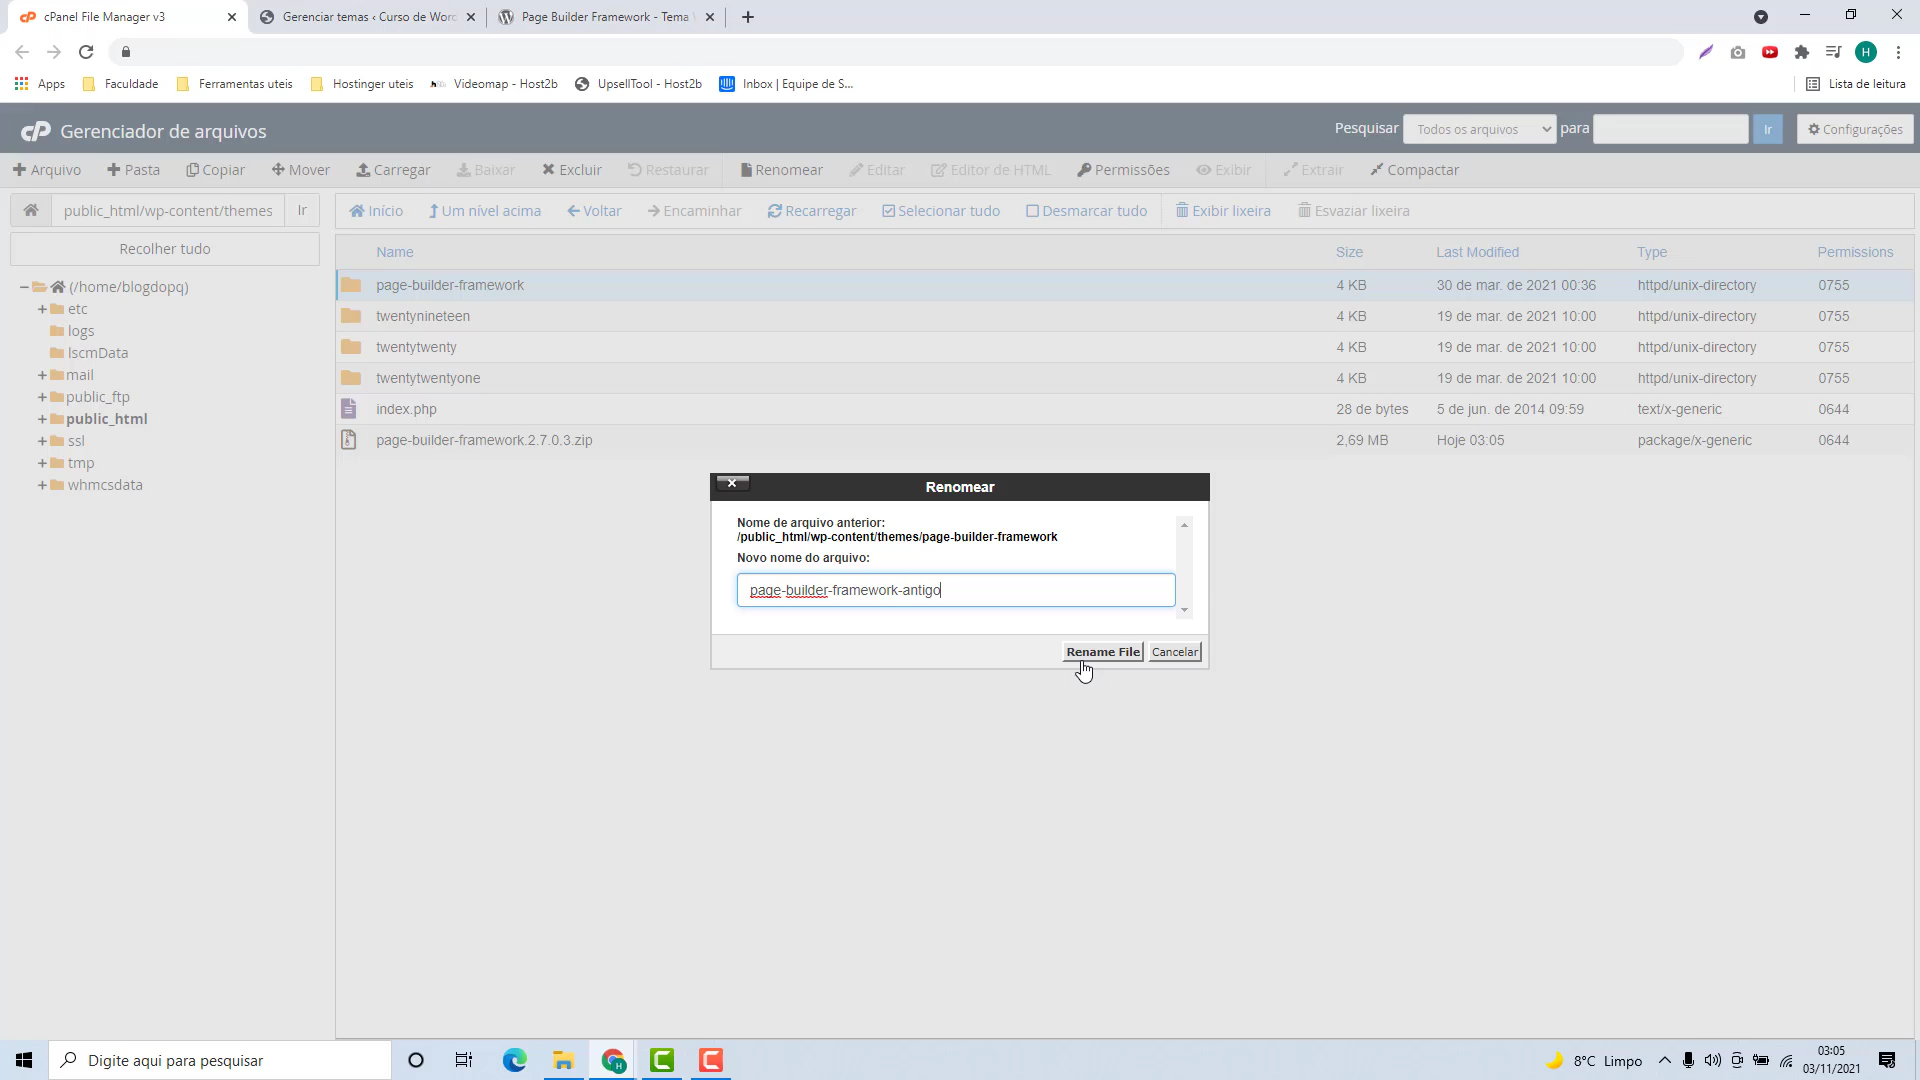 cPanel File Manager v3
Gerenciar temas ‹ Curso de Word
Page Builder Framework - Tema
H
Apps
Faculdade
Ferramentas uteis
Hostinger uteis
Videomap - Host2b
UpsellTool - Host2b
Inbox | Equipe de S...
Lista de leitura
cP Gerenciador de arquivos
Pesquisar
Todos os arquivos
para
Ir
Configurações
Arquivo
Pasta
Copiar
Mover
Carregar
Baixar
Excluir
Restaurar
Renomear
Editar
Editor de HTML
Permissões
Exibir
Extrair
Compactar
public_html/wp-content/themes
Ir
Início
Um nível acima
Voltar
Encaminhar
Recarregar
Selecionar tudo
Desmarcar tudo
Exibir lixeira
Esvaziar lixeira
Recolher tudo
(/home/blogdopq)
etc
logs
lscmData
mail
public_ftp
public_html
ssl
tmp
whmcsdata
Name Size Last Modified Type Permissions
page-builder-framework 4 KB 30 de mar. de 2021 00:36 httpd/unix-directory 0755
twentynineteen 4 KB 19 de mar. de 2021 10:00 httpd/unix-directory 0755
twentytwenty 4 KB 19 de mar. de 2021 10:00 httpd/unix-directory 0755
twentytwentyone 4 KB 19 de mar. de 2021 10:00 httpd/unix-directory 0755
index.php 28 de bytes 5 de jun. de 2014 09:59 text/x-generic 0644
page-builder-framework.2.7.0.3.zip 2,69 MB Hoje 03:05 package/x-generic 0644
Renomear
Nome de arquivo anterior:
/public_html/wp-content/themes/page-builder-framework
Novo nome do arquivo:
page-builder-framework-antigo
Rename File
Cancelar
Digite aqui para pesquisar
8°C Limpo
03:05
03/11/2021